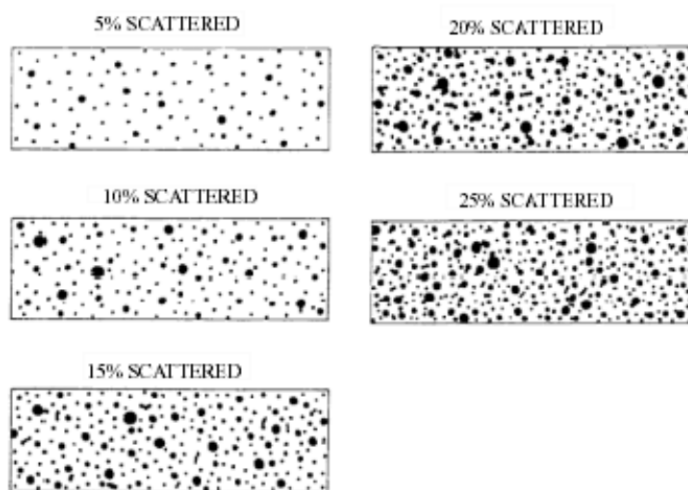 5% SCATTERED
20% SCATTERED
10% SCATTERED
25% SCATTERED
15% SCATTERED